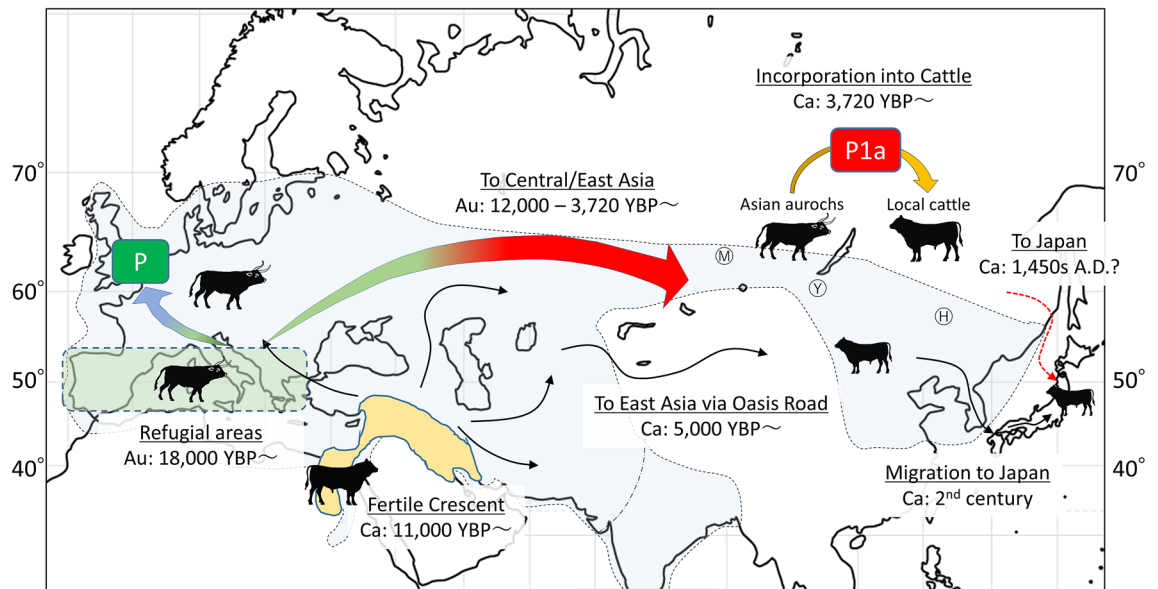 Incorporation into Cattle
Ca: 3,720 YBP～
P1a
70°
70°
To Central/East Asia
Au: 12,000 – 3,720 YBP～
Asian aurochs
Local cattle
To Japan
Ca: 1,450s A.D.?
P
M
Y
60°
60°
H
50°
50°
To East Asia via Oasis Road
Ca: 5,000 YBP～
Refugial areas
Au: 18,000 YBP～
40°
40°
Migration to Japan
Ca: 2nd century
Fertile Crescent
Ca: 11,000 YBP～